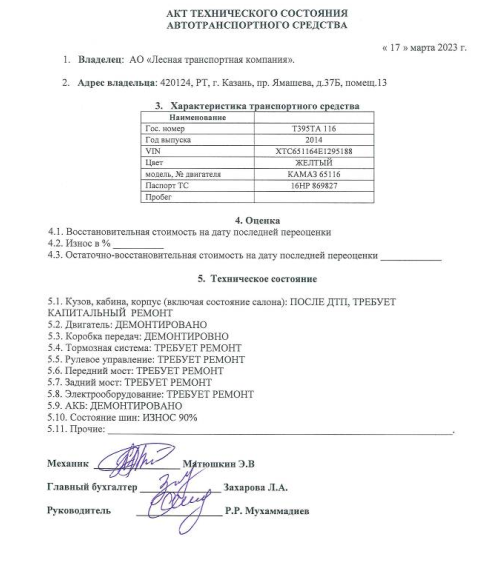 АКТ ТЕХНИЧЕСКОГО СОСТОЯНИЯ
АВТОТРАНСПОРТНОГО СРЕДСТВА
« 17 » марта 2023 г.
1. Владелец: АО «Лесная транспортная компания».
2. Адрес владельца: 420124, РТ, г. Казань, пр. Ямашева, д.37Б, помещ.13
3. Характеристика транспортного средства
Наименование
Гос. номер Т395ТА 116
Год выпуска 2014
VIN XTC651164E1295188
Цвет ЖЕЛТЫЙ
модель, № двигателя КАМАЗ 65116
Паспорт ТС 16НР 869827
Пробег
4. Оценка
4.1. Восстановительная стоимость на дату последней переоценки
4.2. Износ в % ___________
4.3. Остаточно-восстановительная стоимость на дату последней переоценки _____________
5. Техническое состояние
5.1. Кузов, кабина, корпус (включая состояние салона): ПОСЛЕ ДТП, ТРЕБУЕТ
КАПИТАЛЬНЫЙ РЕМОНТ
5.2. Двигатель: ДЕМОНТИРОВАНО
5.3. Коробка передач: ДЕМОНТИРОВНО
5.4. Тормозная система: ТРЕБУЕТ РЕМОНТ
5.5. Рулевое управление: ТРЕБУЕТ РЕМОНТ
5.6. Передний мост: ТРЕБУЕТ РЕМОНТ
5.7. Задний мост: ТРЕБУЕТ РЕМОНТ
5.8. Электрооборудование: ТРЕБУЕТ РЕМОНТ
5.9. АКБ: ДЕМОНТИРОВАНО
5.10. Состояние шин: ИЗНОС 90%
5.11. Прочие: ______________________________.
Механик Матюшкин Э.В
Главный бухгалтер Захарова Л.А.
Руководитель Р.Р. Мухаммадиев